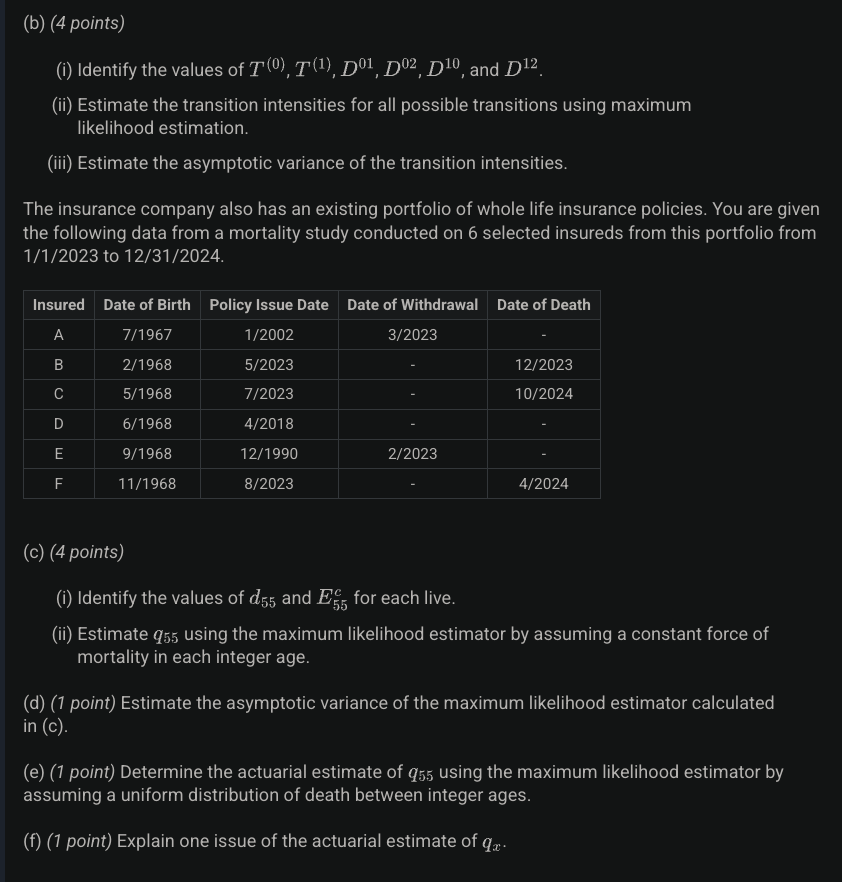 (b) (4 points)
(i) Identify the values of T^(0), T^(1), D^01, D^02, D^10, and D^12.
(ii) Estimate the transition intensities for all possible transitions using maximum
likelihood estimation.
(iii) Estimate the asymptotic variance of the transition intensities.
The insurance company also has an existing portfolio of whole life insurance policies. You are given
the following data from a mortality study conducted on 6 selected insureds from this portfolio from
1/1/2023 to 12/31/2024.
Insured Date of Birth Policy Issue Date Date of Withdrawal Date of Death
A 7/1967 1/2002 3/2023 -
B 2/1968 5/2023 - 12/2023
C 5/1968 7/2023 - 10/2024
D 6/1968 4/2018 - -
E 9/1968 12/1990 2/2023 -
F 11/1968 8/2023 - 4/2024
(c) (4 points)
(i) Identify the values of d_55 and E^c_55 for each live.
(ii) Estimate q_55 using the maximum likelihood estimator by assuming a constant force of
mortality in each integer age.
(d) (1 point) Estimate the asymptotic variance of the maximum likelihood estimator calculated
in (c).
(e) (1 point) Determine the actuarial estimate of q_55 using the maximum likelihood estimator by
assuming a uniform distribution of death between integer ages.
(f) (1 point) Explain one issue of the actuarial estimate of q_x.